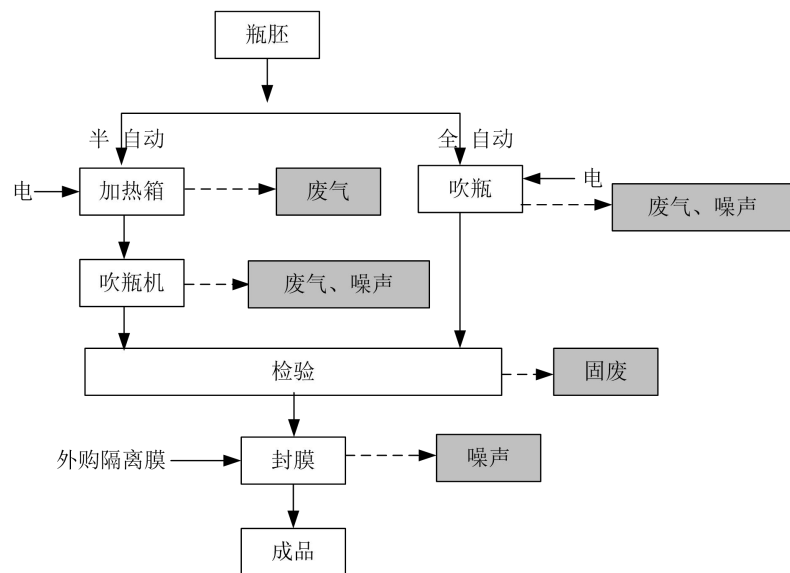 瓶胚
半 自动
全 自动
电
加热箱
废气
吹瓶
电
废气、噪声
吹瓶机
废气、噪声
检验
固废
外购隔离膜
封膜
噪声
成品